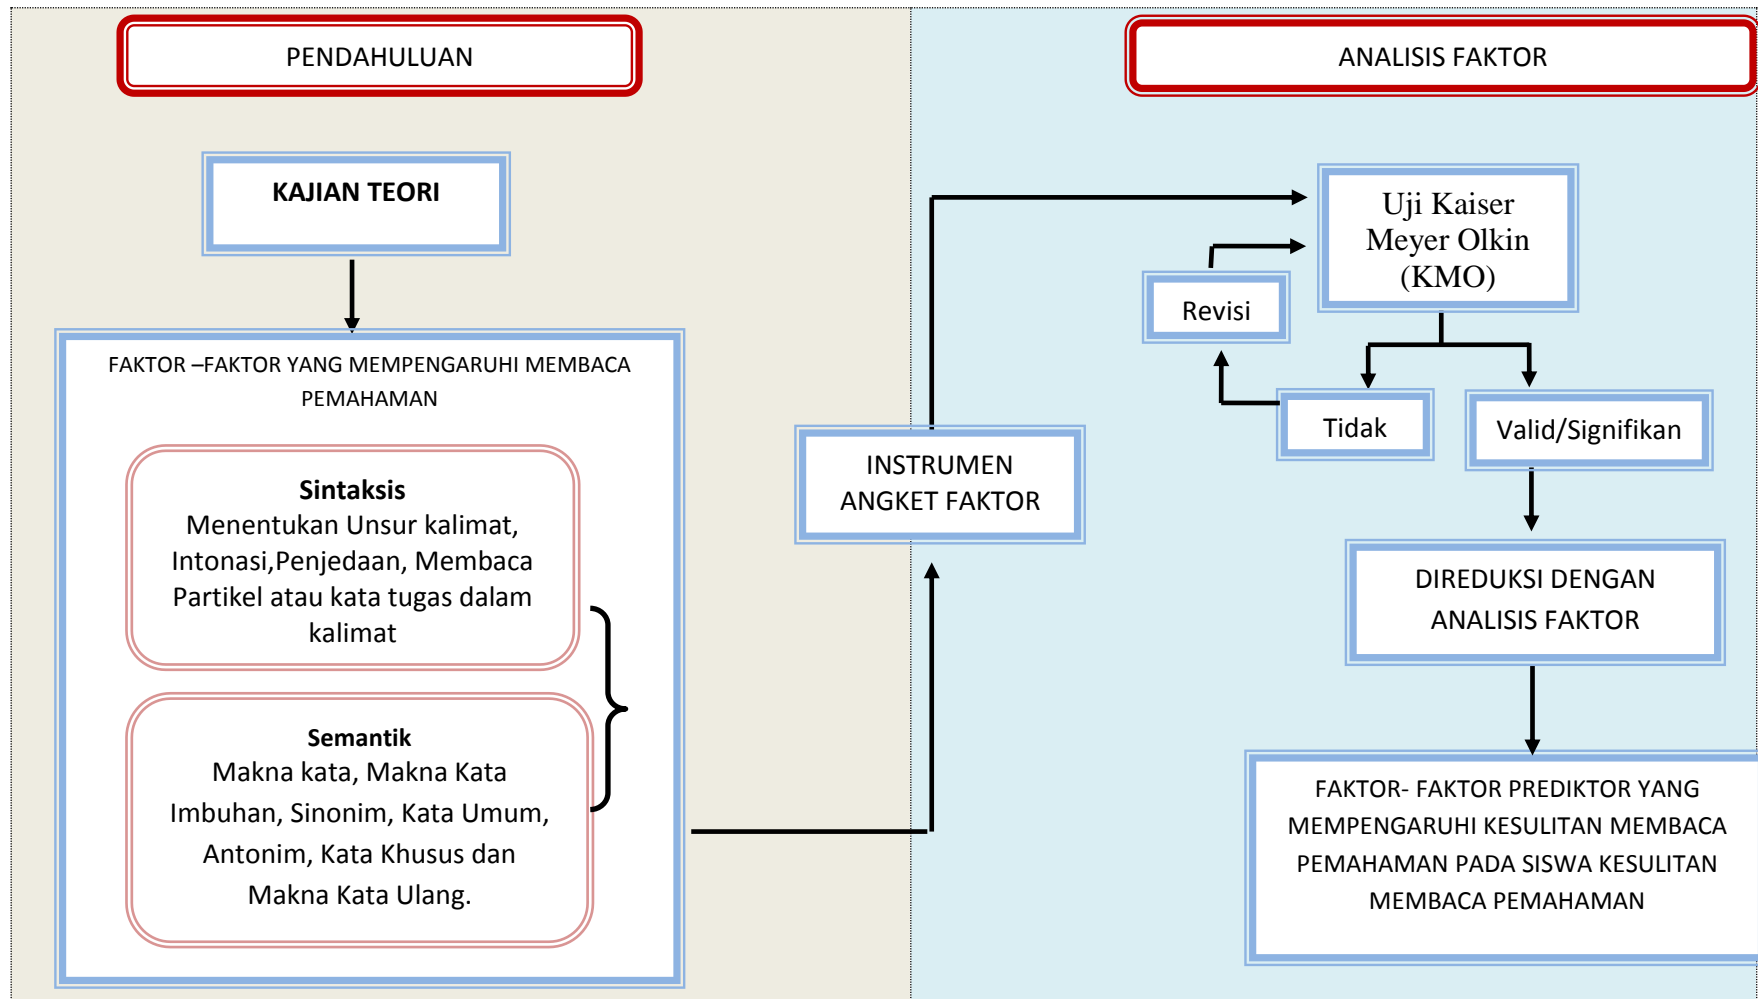 PENDAHULUAN
KAJIAN TEORI
FAKTOR –FAKTOR YANG MEMPENGARUHI MEMBACA
PEMAHAMAN
Sintaksis
Menentukan Unsur kalimat,
Intonasi,Penjedaan, Membaca
Partikel atau kata tugas dalam
kalimat
Semantik
Makna kata, Makna Kata
Imbuhan, Sinonim, Kata Umum,
Antonim, Kata Khusus dan
Makna Kata Ulang.
INSTRUMEN
ANGKET FAKTOR
ANALISIS FAKTOR
Uji Kaiser
Meyer Olkin
(KMO)
Revisi
Tidak
Valid/Signifikan
DIREDUKSI DENGAN
ANALISIS FAKTOR
FAKTOR- FAKTOR PREDIKTOR YANG
MEMPENGARUHI KESULITAN MEMBACA
PEMAHAMAN PADA SISWA KESULITAN
MEMBACA PEMAHAMAN